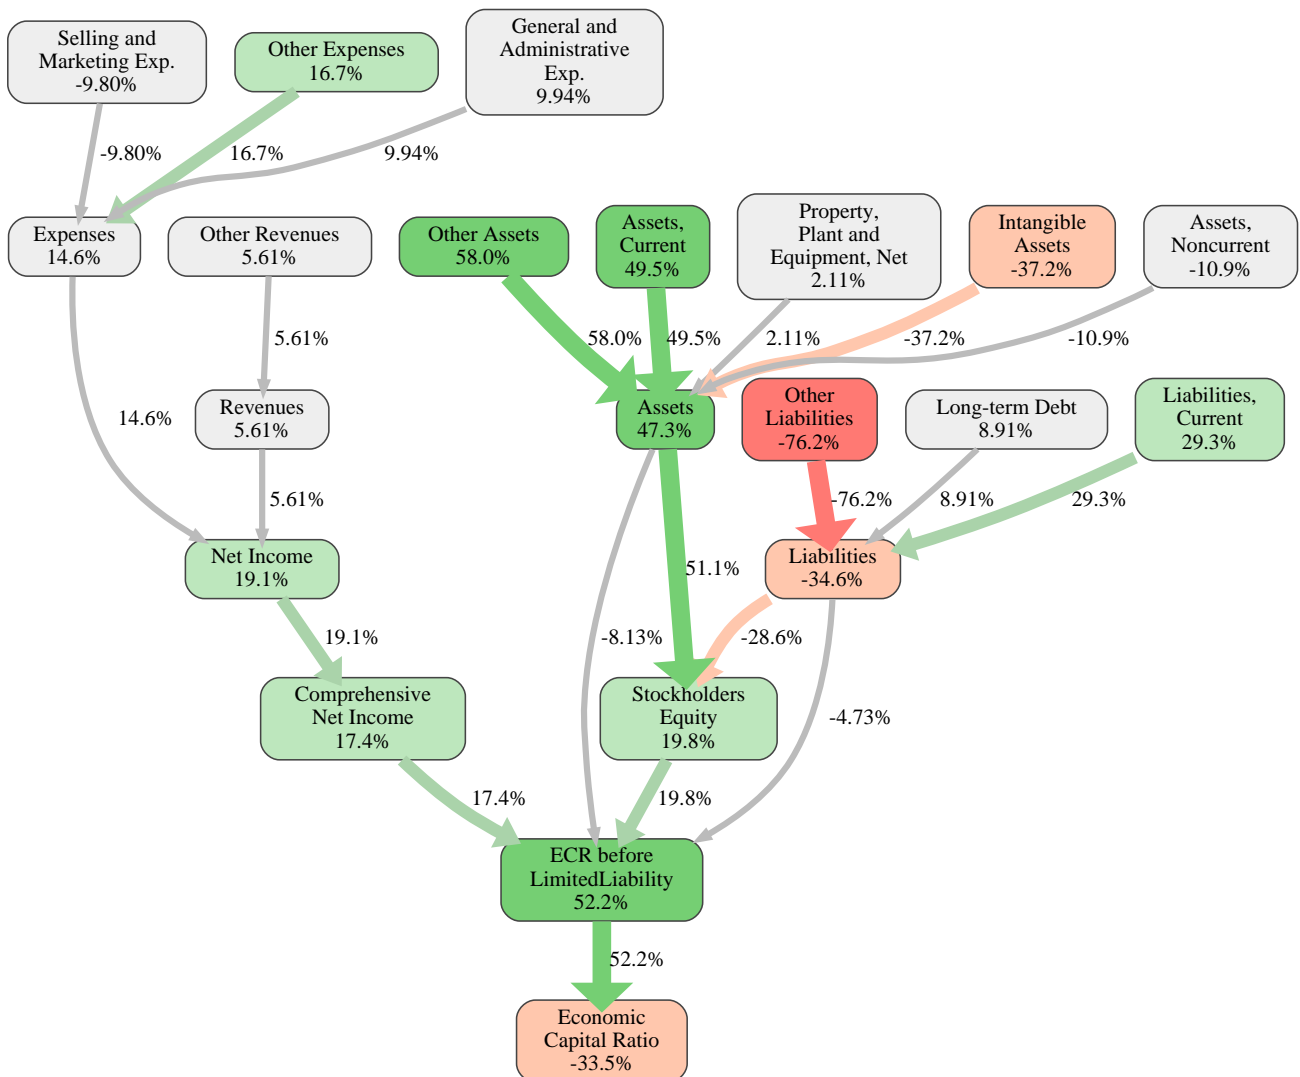 Selling and
Marketing Exp.
-9.80%
Other Expenses
16.7%
General and
Administrative
Exp.
9.94%
-9.80%
16.7%
9.94%
Expenses
14.6%
Other Revenues
5.61%
Other Assets
58.0%
Assets,
Current
49.5%
Property,
Plant and
Equipment, Net
2.11%
Intangible
Assets
-37.2%
Assets,
Noncurrent
-10.9%
5.61%
58.0%
49.5%
2.11%
-37.2%
-10.9%
14.6%
Revenues
5.61%
Assets
47.3%
Other
Liabilities
-76.2%
Long-term Debt
8.91%
Liabilities,
Current
29.3%
5.61%
-76.2%
8.91%
29.3%
Net Income
19.1%
51.1%
Liabilities
-34.6%
19.1%
-8.13%
-28.6%
Comprehensive
Net Income
17.4%
Stockholders
Equity
19.8%
-4.73%
17.4%
19.8%
ECR before
LimitedLiability
52.2%
52.2%
Economic
Capital Ratio
-33.5%